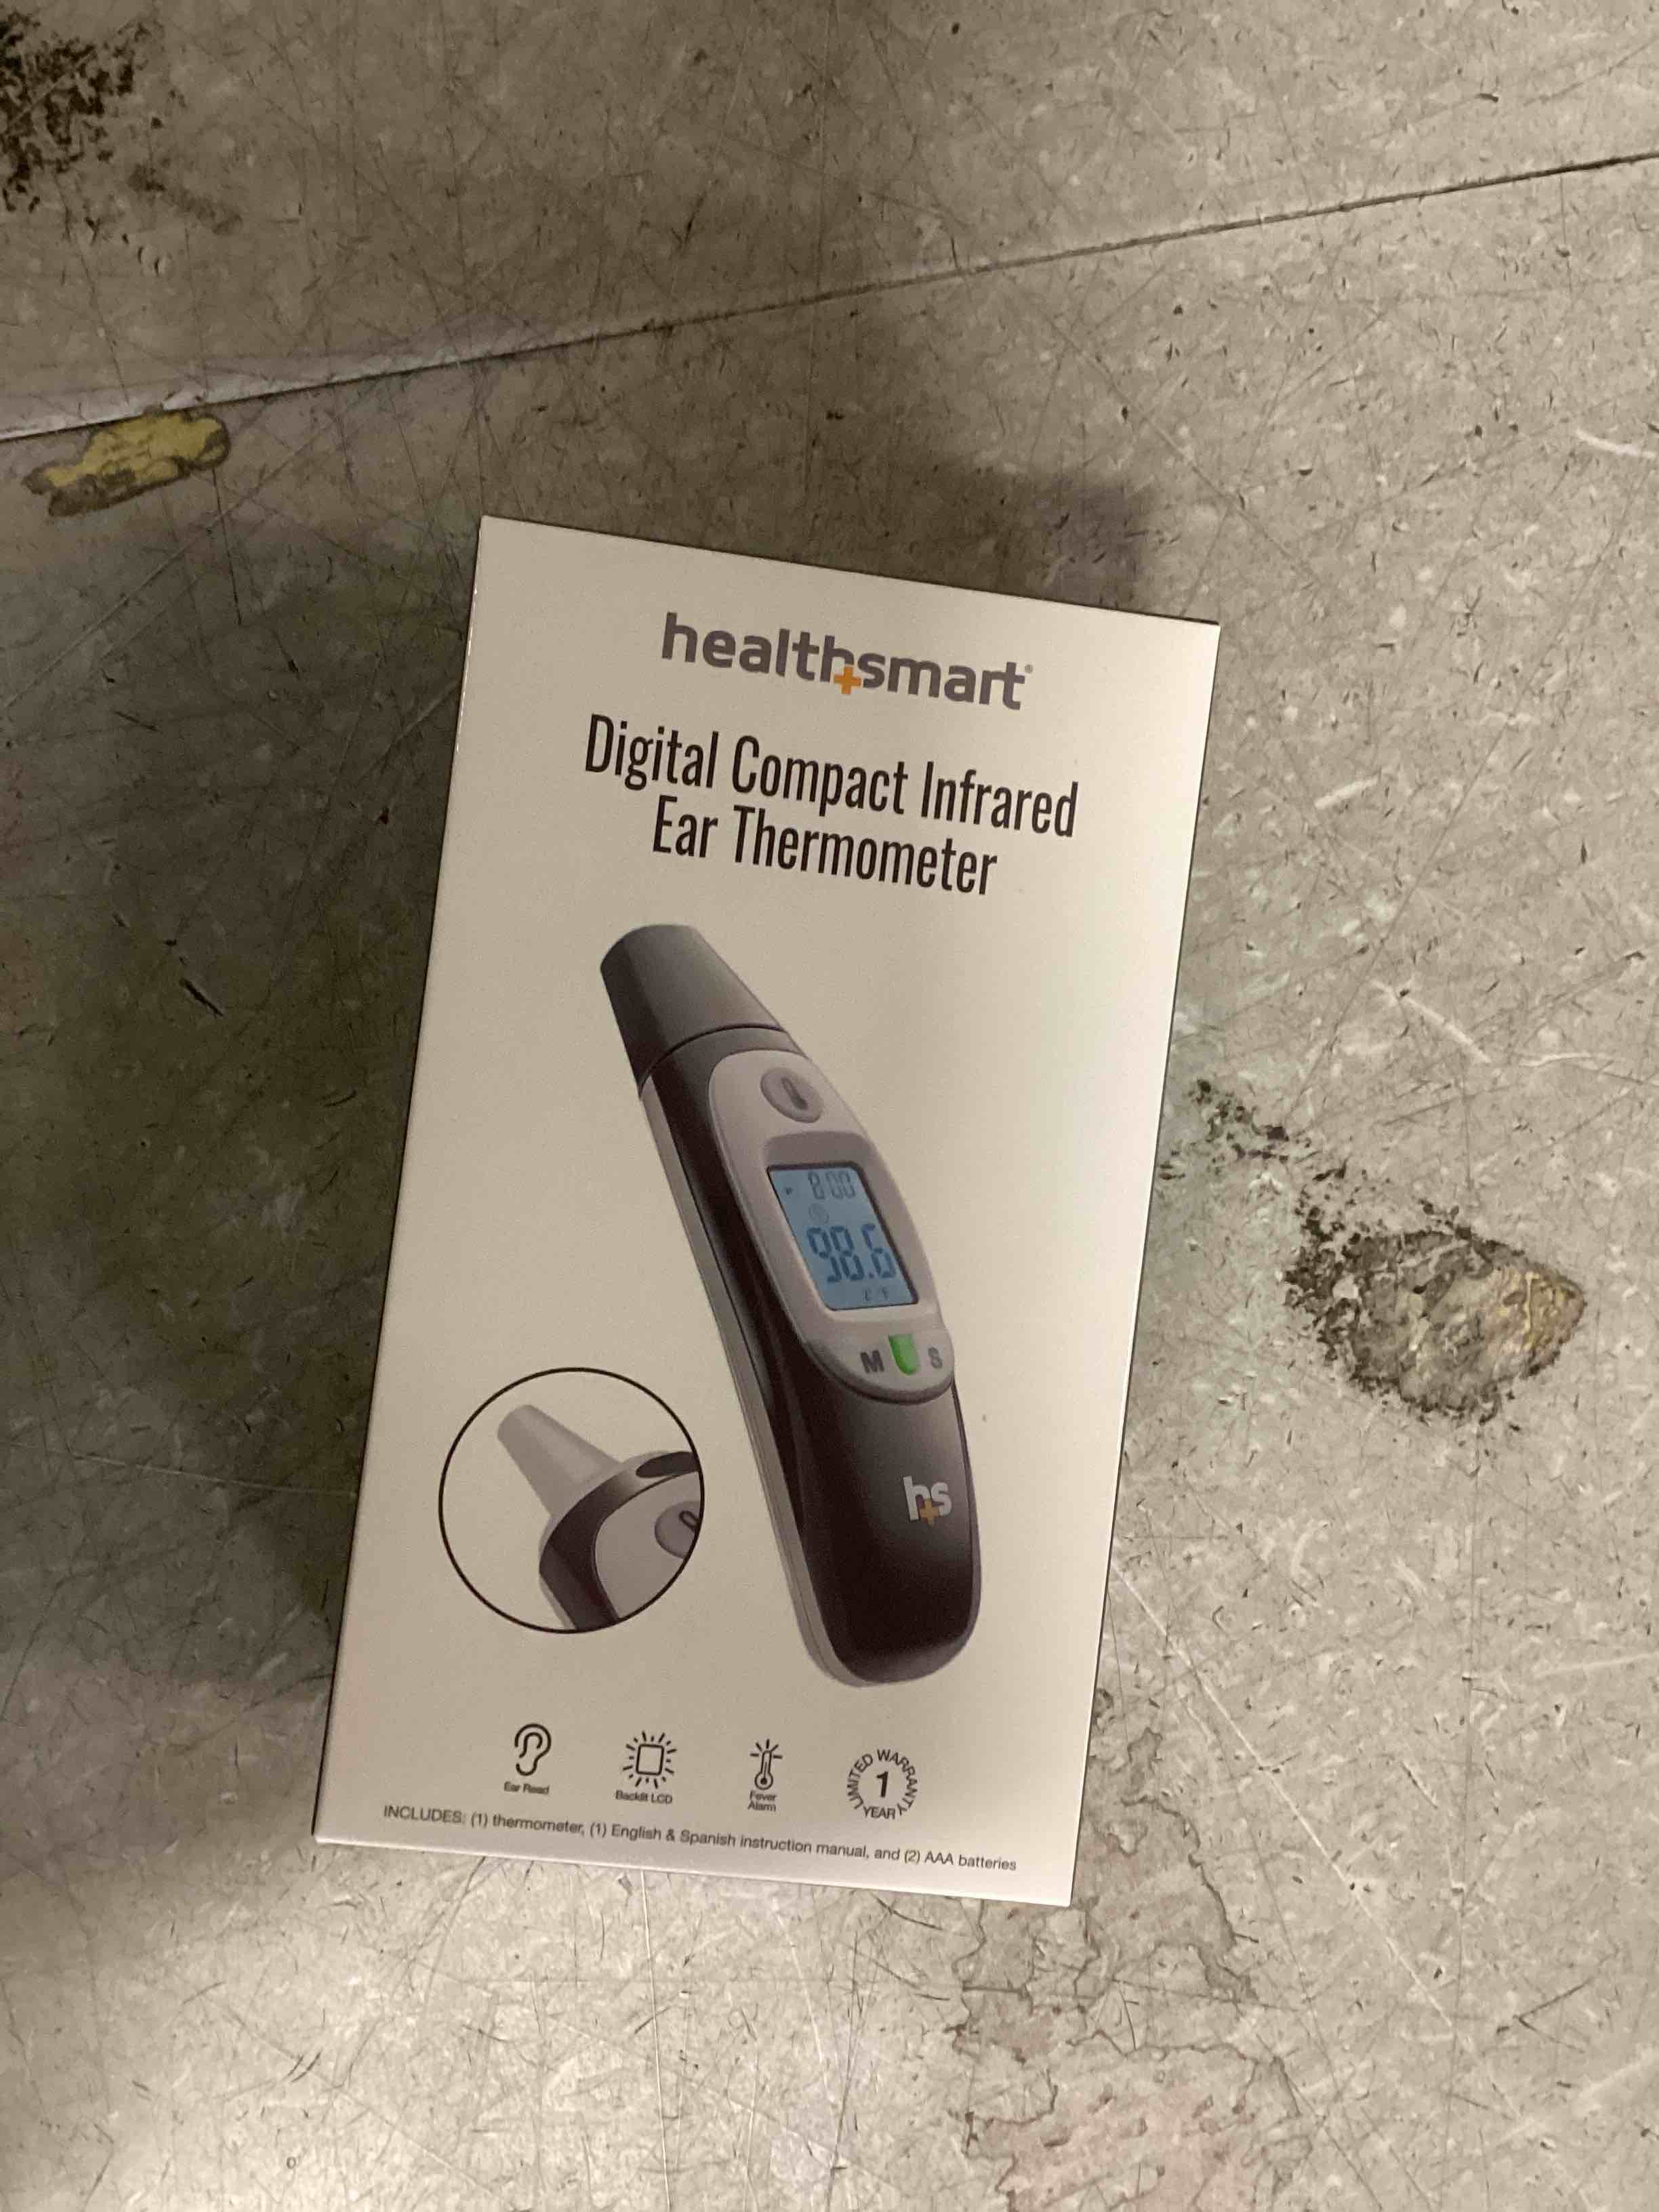 healthsmart®
Digital Compact Infrared
Ear Thermometer
8:00
98.6
M S
hs
Ear Read
Backlit LCD
Fever
Alarm
LIMITED WARRANTY
1
YEAR
INCLUDES: (1) thermometer, (1) English & Spanish instruction manual, and (2) AAA batteries